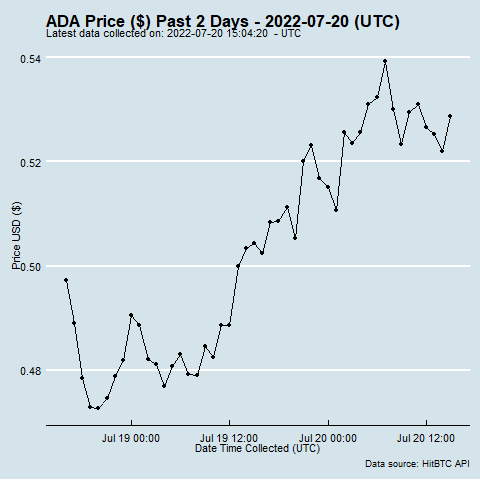 ADA Price ($) Past 2 Days - 2022-07-20 (UTC)
Latest data collected on: 2022-07-20 15:04:20  - UTC
0.54
0.52
0.50
0.48
Price USD ($)
Jul 19 00:00
Jul 19 12:00
Jul 20 00:00
Jul 20 12:00
Date Time Collected (UTC)
Data source: HitBTC API